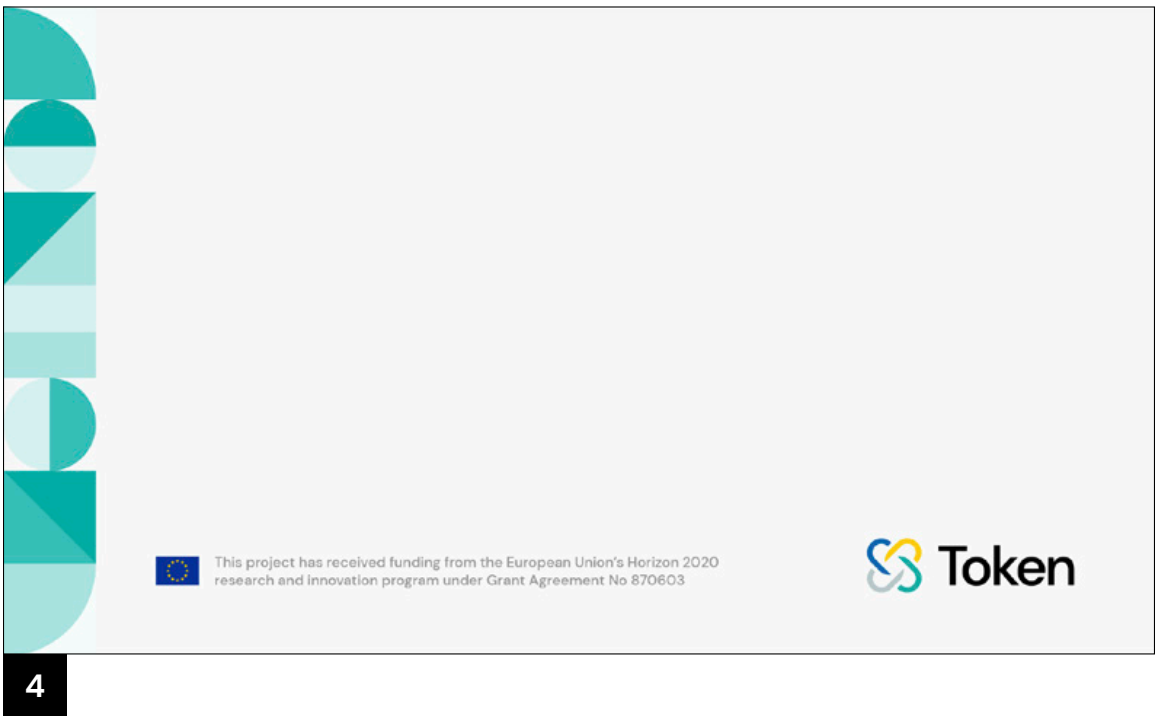 This project has received funding from the European Union's Horizon 2020
research and innovation program under Grant Agreement No 870603
Token
4